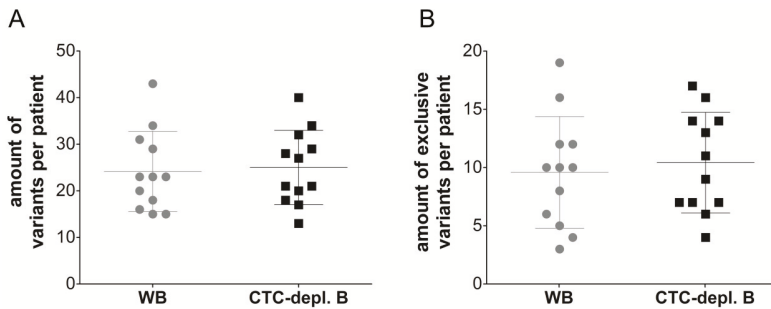 A
amount of
variants per patient
50
40
30
20
10
0
WB
CTC-depl. B
B
amount of exclusive
variants per patient
20
15
10
5
0
WB
CTC-depl. B